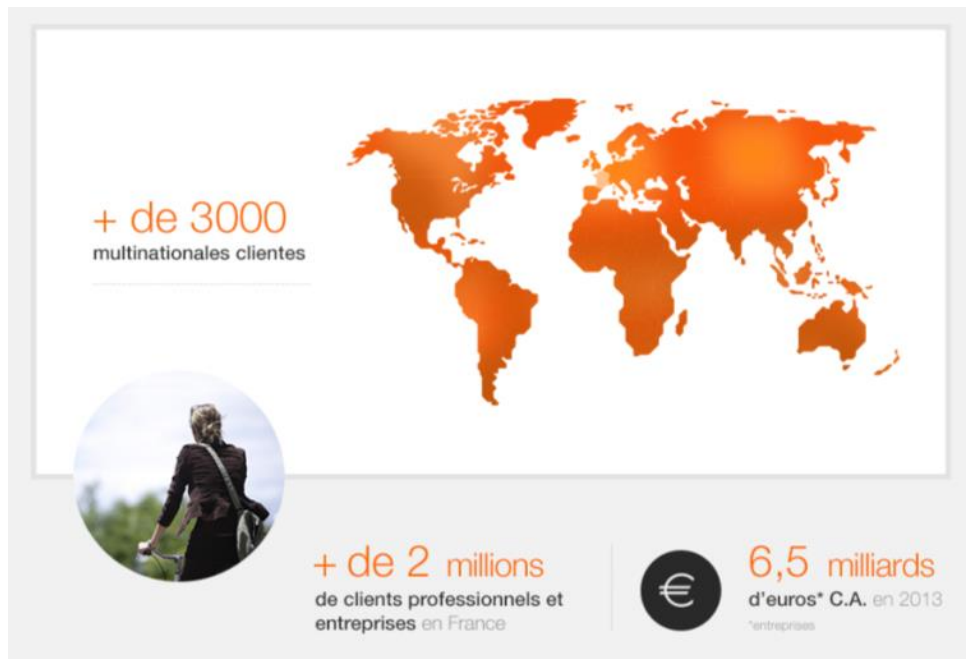 + de 3000
multinationales clientes
+ de 2 millions
de clients professionnels et
entreprises en France
€
6,5 milliards
d'euros* C.A. en 2013
*entreprises